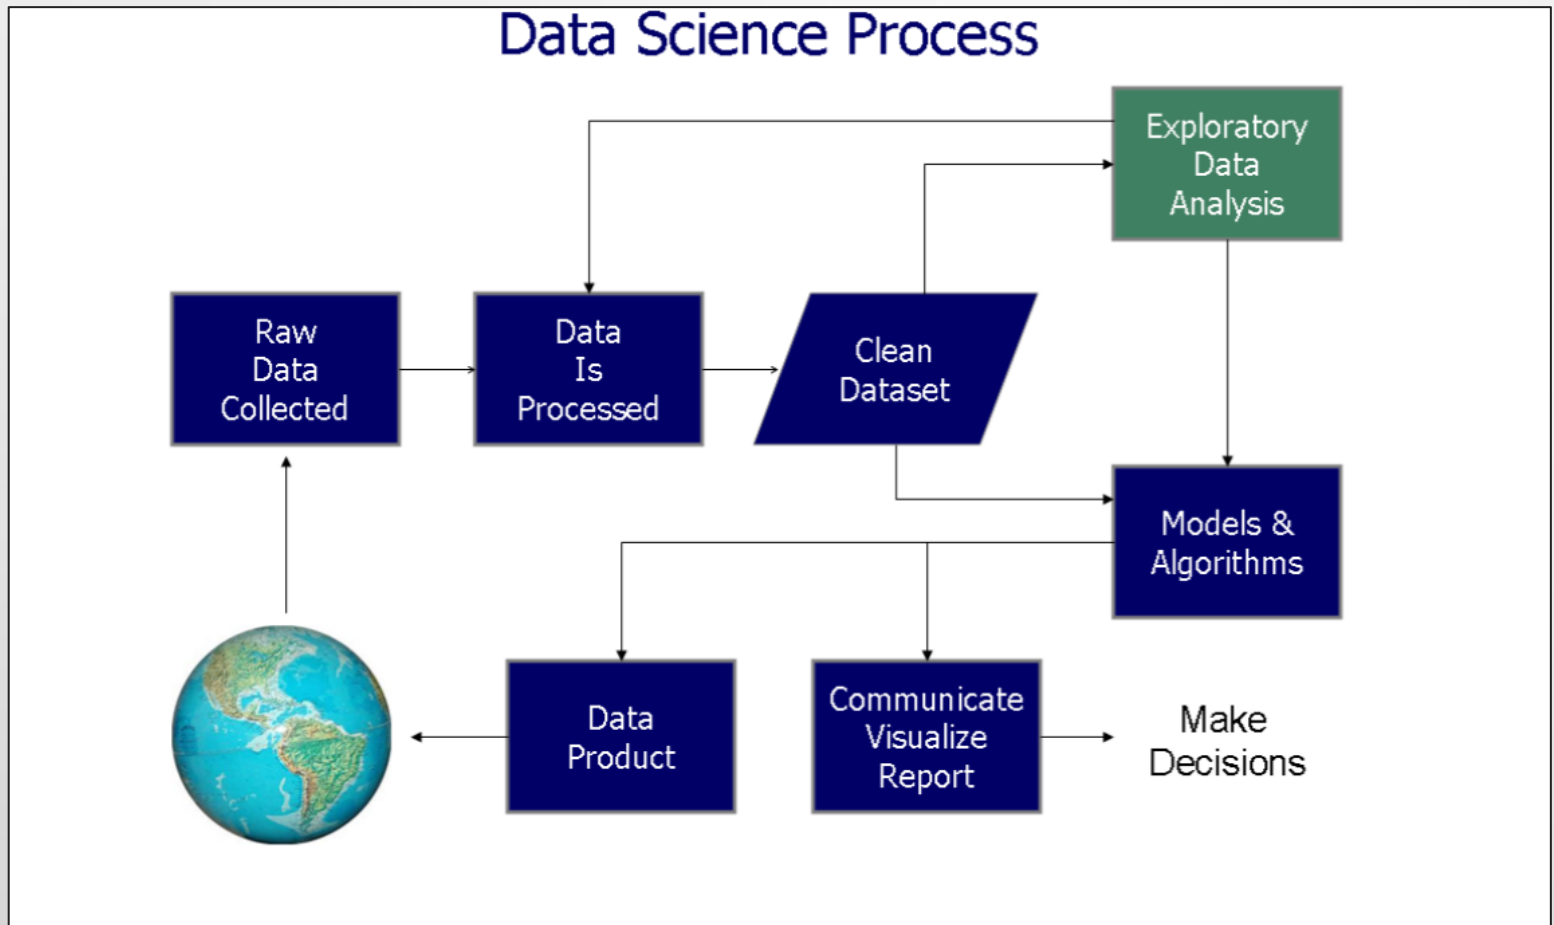 Data Science Process
Exploratory
Data
Analysis
Raw
Data
Collected
Data
Is
Processed
Clean
Dataset
Models &
Algorithms
Data
Product
Communicate
Visualize
Report
Make
Decisions